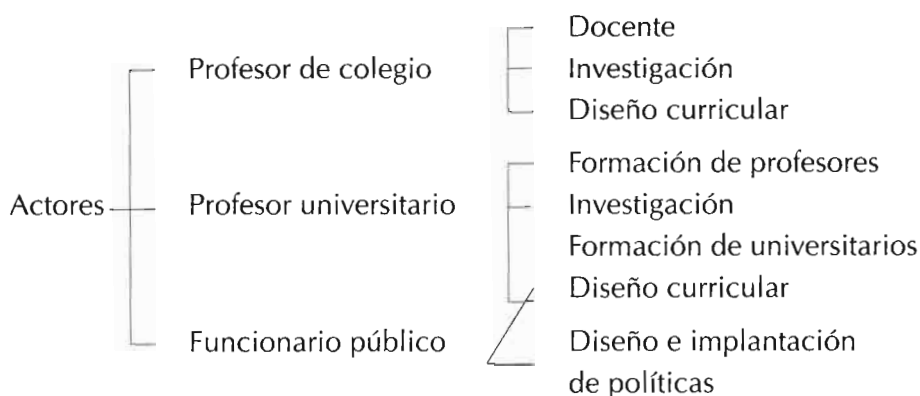 Actores
Profesor de colegio
Docente
Investigación
Diseño curricular
Profesor universitario
Formación de profesores
Investigación
Formación de universitarios
Diseño curricular
Funcionario público
Diseño e implantación
de políticas